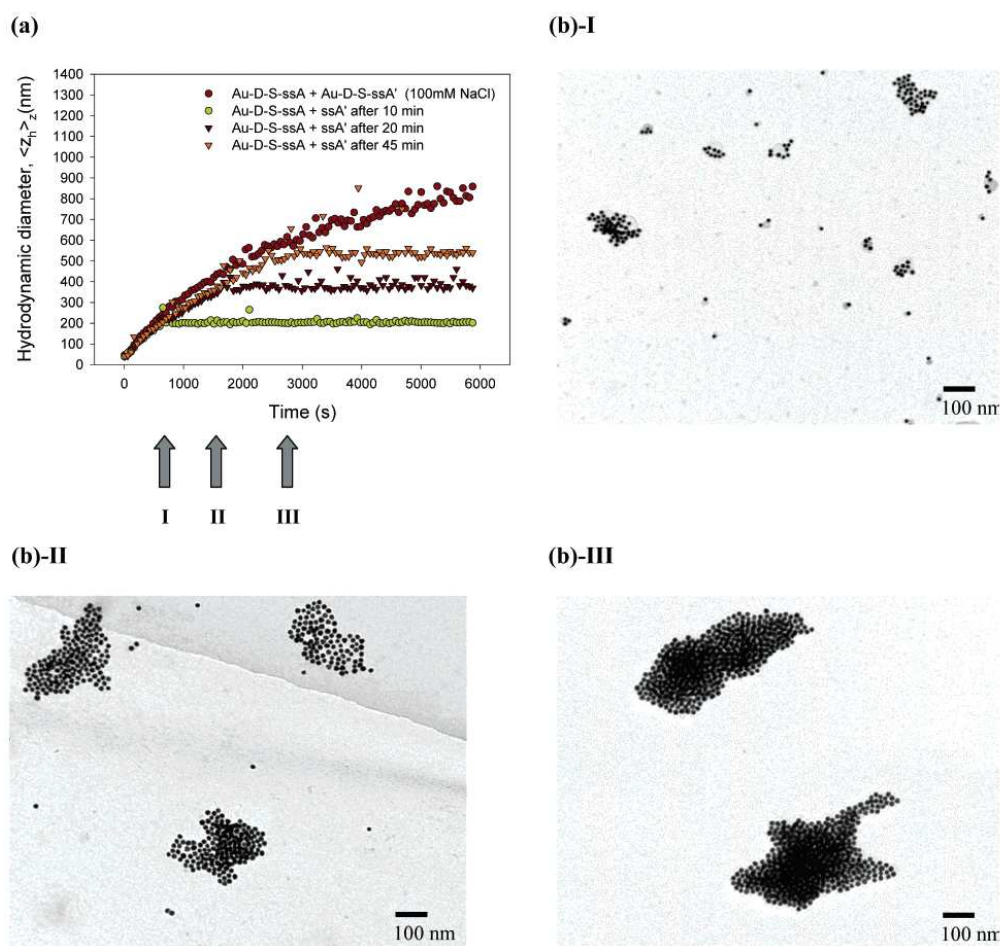 (a)
(b)-I
Hydrodynamic diameter, <z_h>_z(nm)
1400
1300
1200
1100
1000
900
800
700
600
500
400
300
200
100
0
Au-D-S-ssA + Au-D-S-ssA' (100mM NaCl)
Au-D-S-ssA + ssA' after 10 min
Au-D-S-ssA + ssA' after 20 min
Au-D-S-ssA + ssA' after 45 min
0 1000 2000 3000 4000 5000 6000
Time (s)
I II III
100 nm
(b)-II
(b)-III
100 nm
100 nm